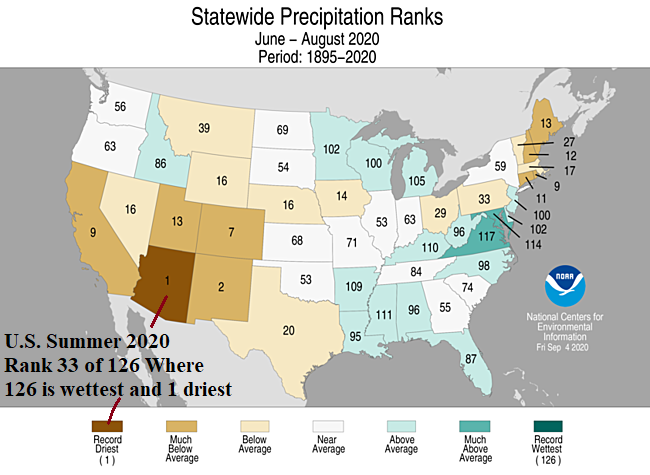 Statewide Precipitation Ranks
June – August 2020
Period: 1895–2020
56
63
86
39
16
69
54
16
68
102
100
105
14
53
63
29
33
59
13
27
12
17
9
11
100
102
114
9
16
13
7
1
2
53
20
71
109
95
111
96
84
110
96
117
98
74
55
87
NOAA
National Centers for
Environmental
Information
Fri Sep 4 2020
U.S. Summer 2020
Rank 33 of 126 Where
126 is wettest and 1 driest
Record
Driest
(1)
Much
Below
Average
Below
Average
Near
Average
Above
Average
Much
Above
Average
Record
Wettest
(126)